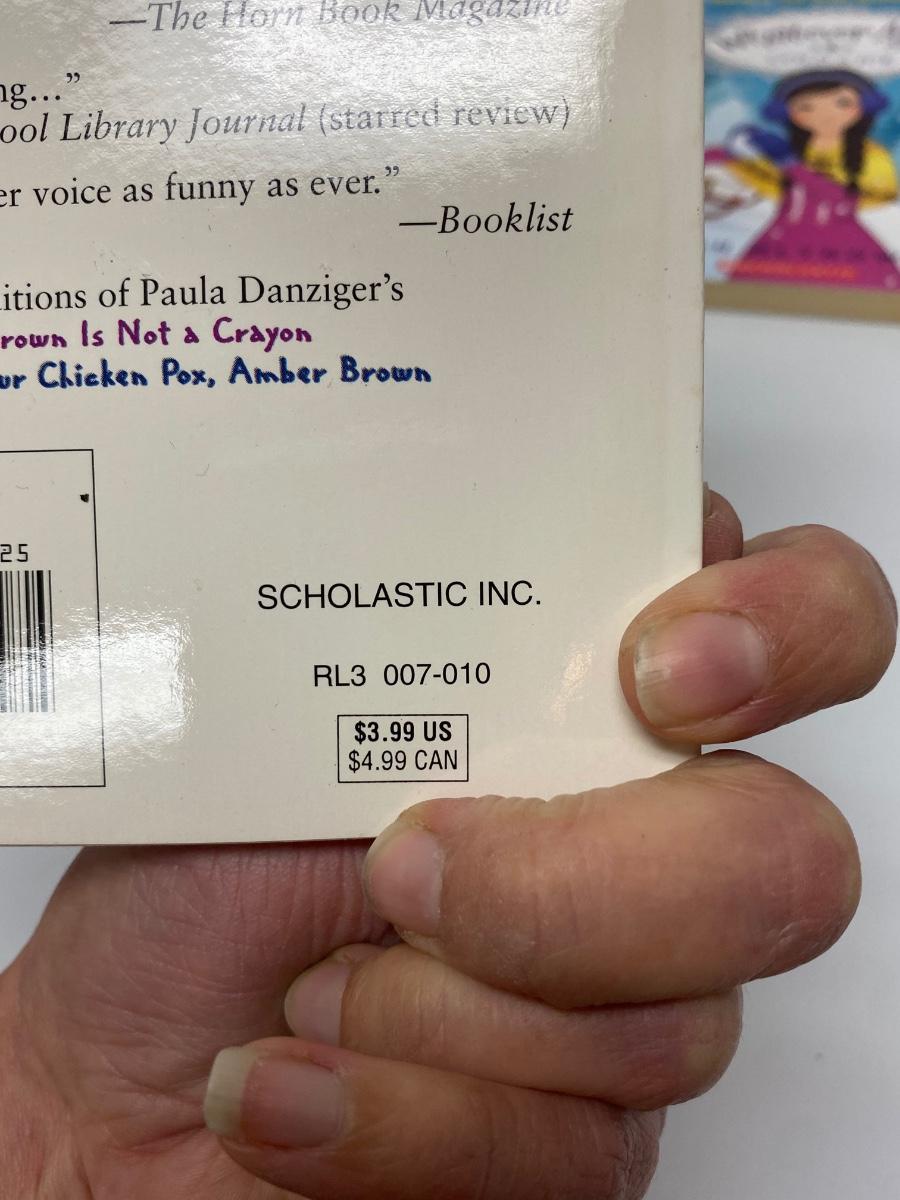 —The Horn Book Magazine
ng…”
ool Library Journal (starred review)
er voice as funny as ever.”
—Booklist
itions of Paula Danziger’s
rown Is Not a Crayon
ur Chicken Pox, Amber Brown
25
SCHOLASTIC INC.
RL3 007-010
$3.99 US
$4.99 CAN